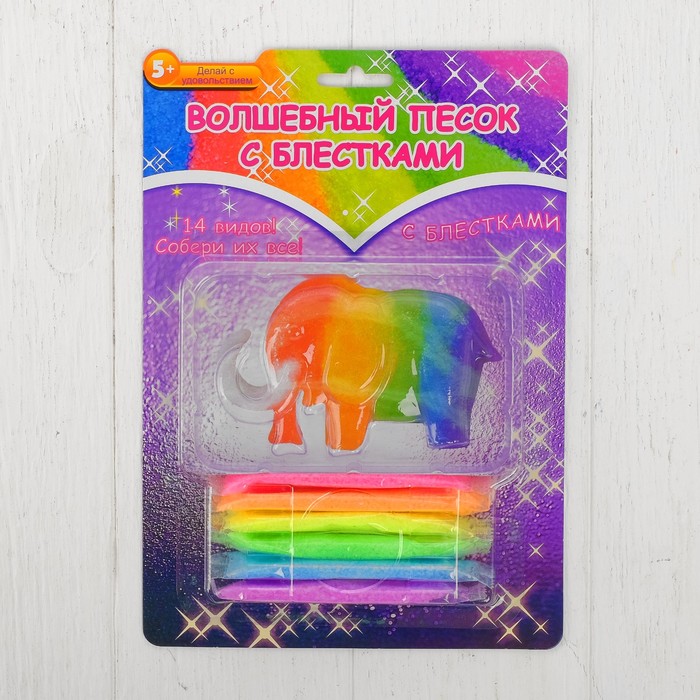 5+
Делай с
удовольствием
ВОЛШЕБНЫЙ ПЕСОК
С БЛЕСТКАМИ
14 видов!
Собери их все!
С БЛЕСТКАМИ